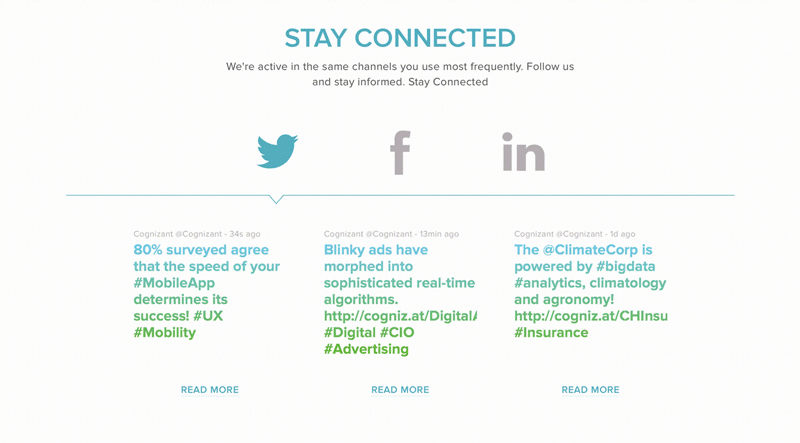 STAY CONNECTED
We're active in the same channels you use most frequently. Follow us
and stay informed. Stay Connected
f
in
Cognizant @Cognizant - 34s ago
80% surveyed agree
that the speed of your
#MobileApp
determines its
success! #UX
#Mobility
READ MORE
Cognizant @Cognizant - 13min ago
Blinky ads have
morphed into
sophisticated real-time
algorithms.
http://cogniz.at/Digital
#Digital #CIO
#Advertising
READ MORE
Cognizant @Cognizant - 1d ago
The @ClimateCorp is
powered by #bigdata
#analytics, climatology
and agronomy!
http://cogniz.at/CHInsu
#Insurance
READ MORE